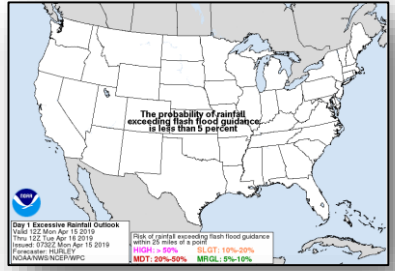 The probability of rainfall
exceeding flash flood guidance
is less than 5 percent
noaa
Day 1 Excessive Rainfall Outlook
Valid 12Z Mon Apr 15 2019
Thru 12Z Tue Apr 16 2019
Issued: 0732Z Mon Apr 15 2019
Forecaster: HURLEY
NOAA/NWS/NCEP/WPC
Risk of rainfall exceeding flash flood guidance
within 25 miles of a point
HIGH: > 50% SLGT: 10%-20%
MDT: 20%-50% MRGL: 5%-10%